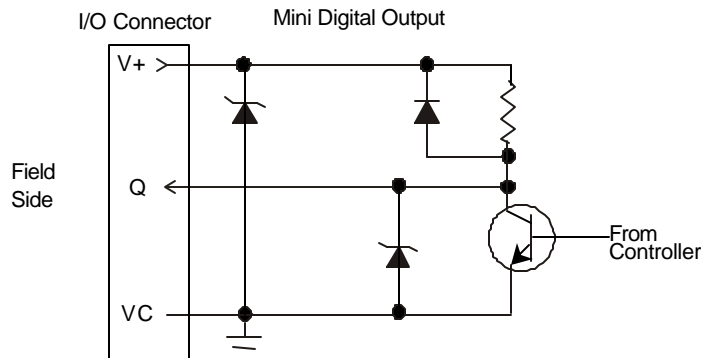 I/O Connector
Mini Digital Output
V+
Field
Side
Q
From
Controller
VC